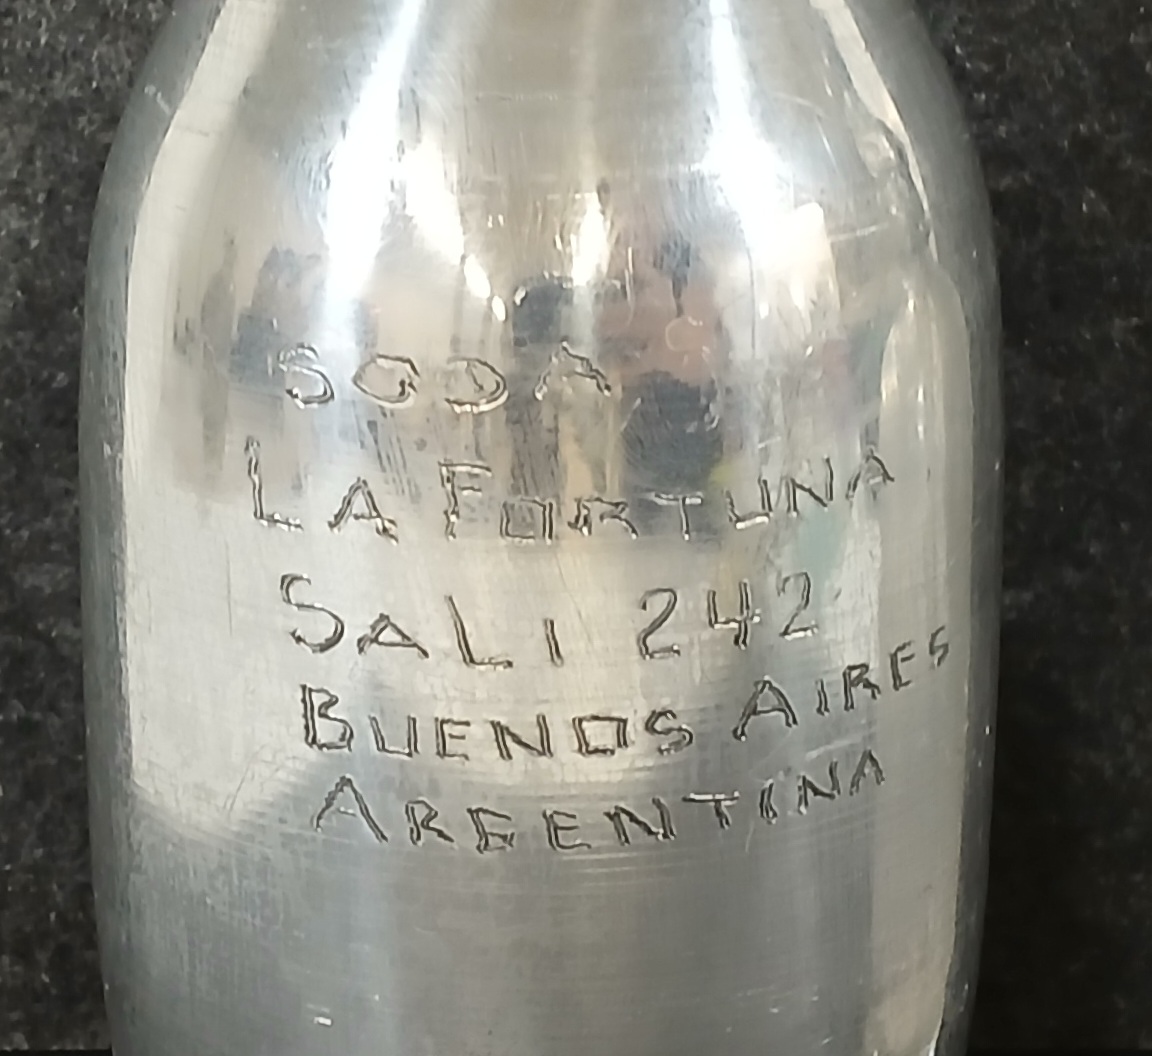 SODA
LA FORTUNA
SALI 242
BUENOS AIRES
ARGENTINA